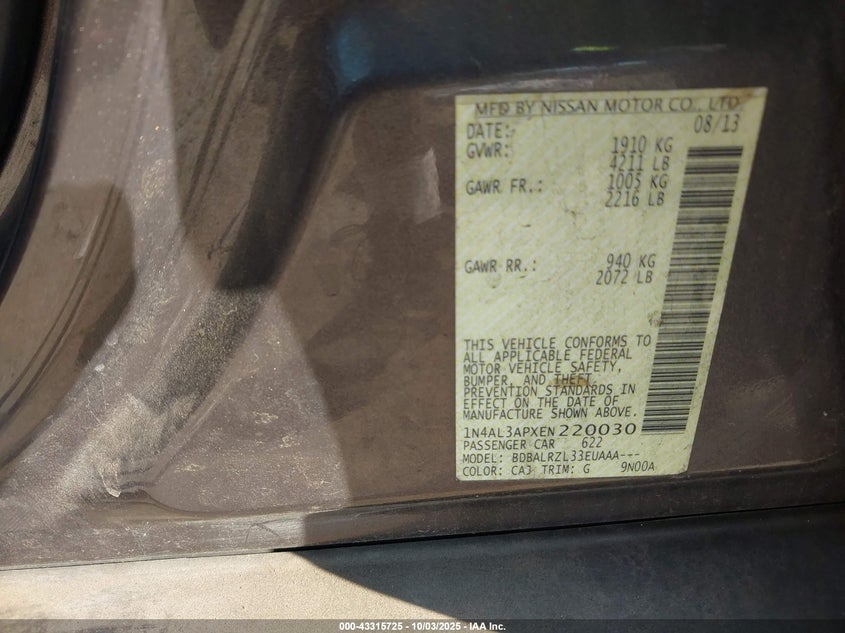 MFD BY NISSAN MOTOR CO., LTD
DATE: 08/13
GVWR: 1910 KG
4211 LB
GAWR FR.: 1005 KG
2216 LB
GAWR RR.: 940 KG
2072 LB
THIS VEHICLE CONFORMS TO
ALL APPLICABLE FEDERAL
MOTOR VEHICLE SAFETY,
BUMPER, AND THEFT
PREVENTION STANDARDS IN
EFFECT ON THE DATE OF
MANUFACTURE SHOWN ABOVE.
1N4AL3APXEN220030
PASSENGER CAR 622
MODEL: BDBALRZL33EUAAA---
COLOR: CAJ TRIM: G 9N00A
000-43315725 - 10/03/2025 - IAA Inc.